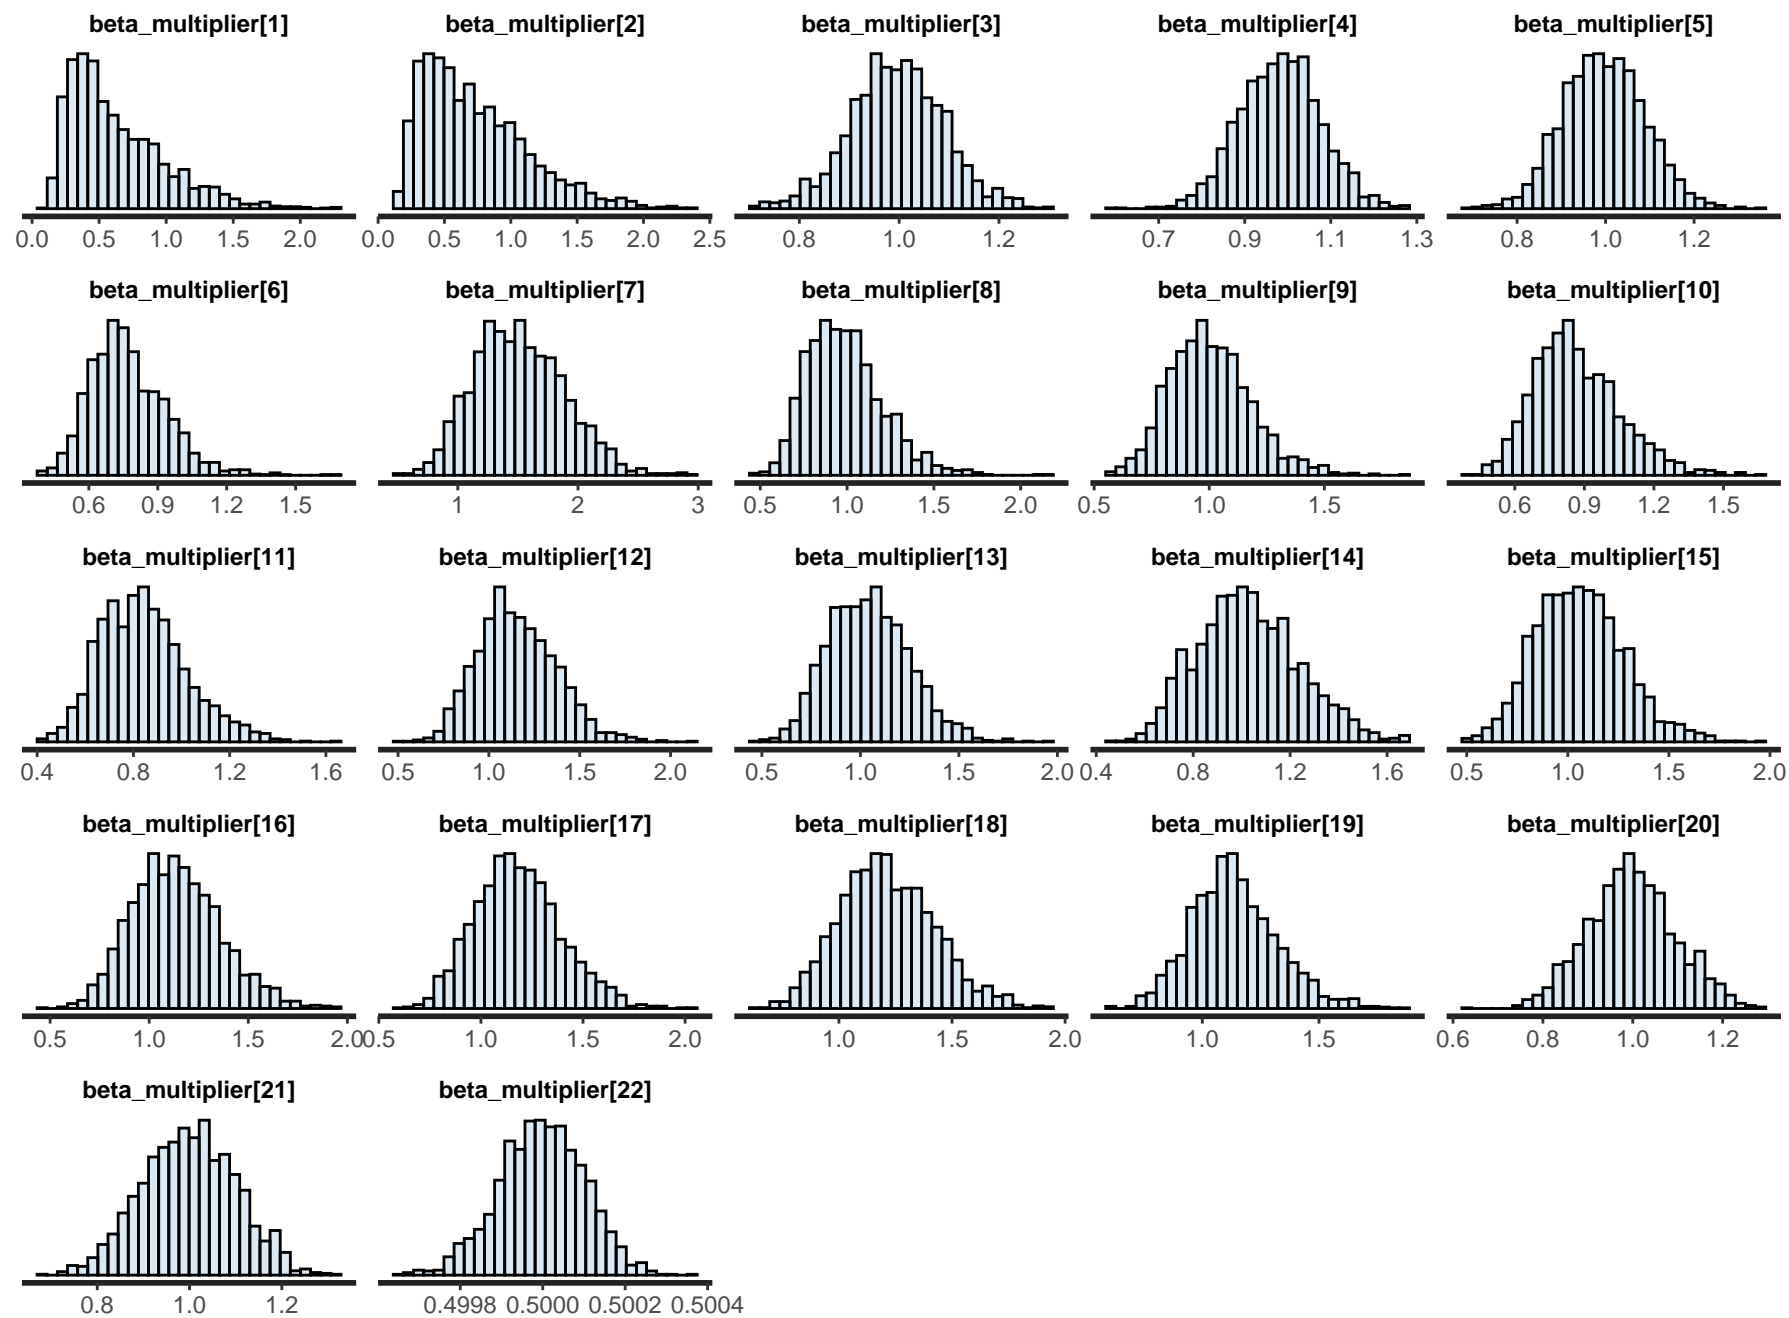 beta_multiplier[1] beta_multiplier[2] beta_multiplier[3] beta_multiplier[4] beta_multiplier[5]
0.0 0.5 1.0 1.5 2.0 0.0 0.5 1.0 1.5 2.0 2.5 0.8 1.0 1.2 0.7 0.9 1.1 1.3 0.8 1.0 1.2
beta_multiplier[6] beta_multiplier[7] beta_multiplier[8] beta_multiplier[9] beta_multiplier[10]
0.6 0.9 1.2 1.5 1 2 3 0.5 1.0 1.5 2.0 0.5 1.0 1.5 0.6 0.9 1.2 1.5
beta_multiplier[11] beta_multiplier[12] beta_multiplier[13] beta_multiplier[14] beta_multiplier[15]
0.4 0.8 1.2 1.6 0.5 1.0 1.5 2.0 0.5 1.0 1.5 2.0 0.4 0.8 1.2 1.6 0.5 1.0 1.5 2.0
beta_multiplier[16] beta_multiplier[17] beta_multiplier[18] beta_multiplier[19] beta_multiplier[20]
0.5 1.0 1.5 2.0 0.5 1.0 1.5 2.0 1.0 1.5 2.0 1.0 1.5 0.6 0.8 1.0 1.2
beta_multiplier[21] beta_multiplier[22]
0.8 1.0 1.2 0.4998 0.5000 0.5002 0.5004